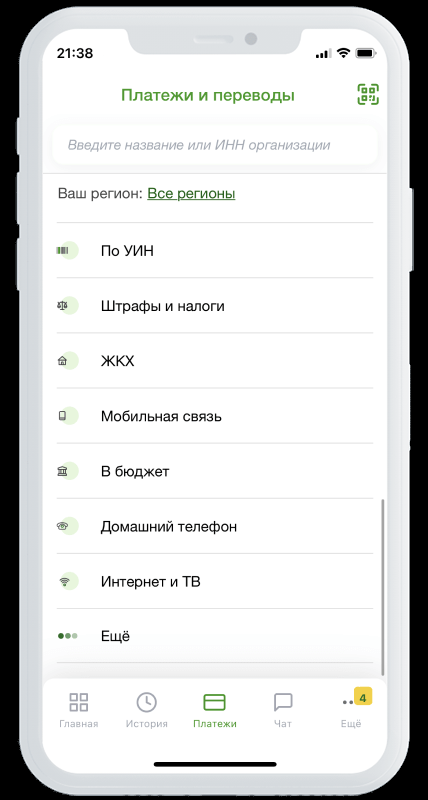 21:38
Платежи и переводы
Введите название или ИНН организации
Ваш регион: Все регионы
По УИН
Штрафы и налоги
ЖКХ
Мобильная связь
В бюджет
Домашний телефон
Интернет и ТВ
Ещё
4
Главная
История
Платежи
Чат
Ещё